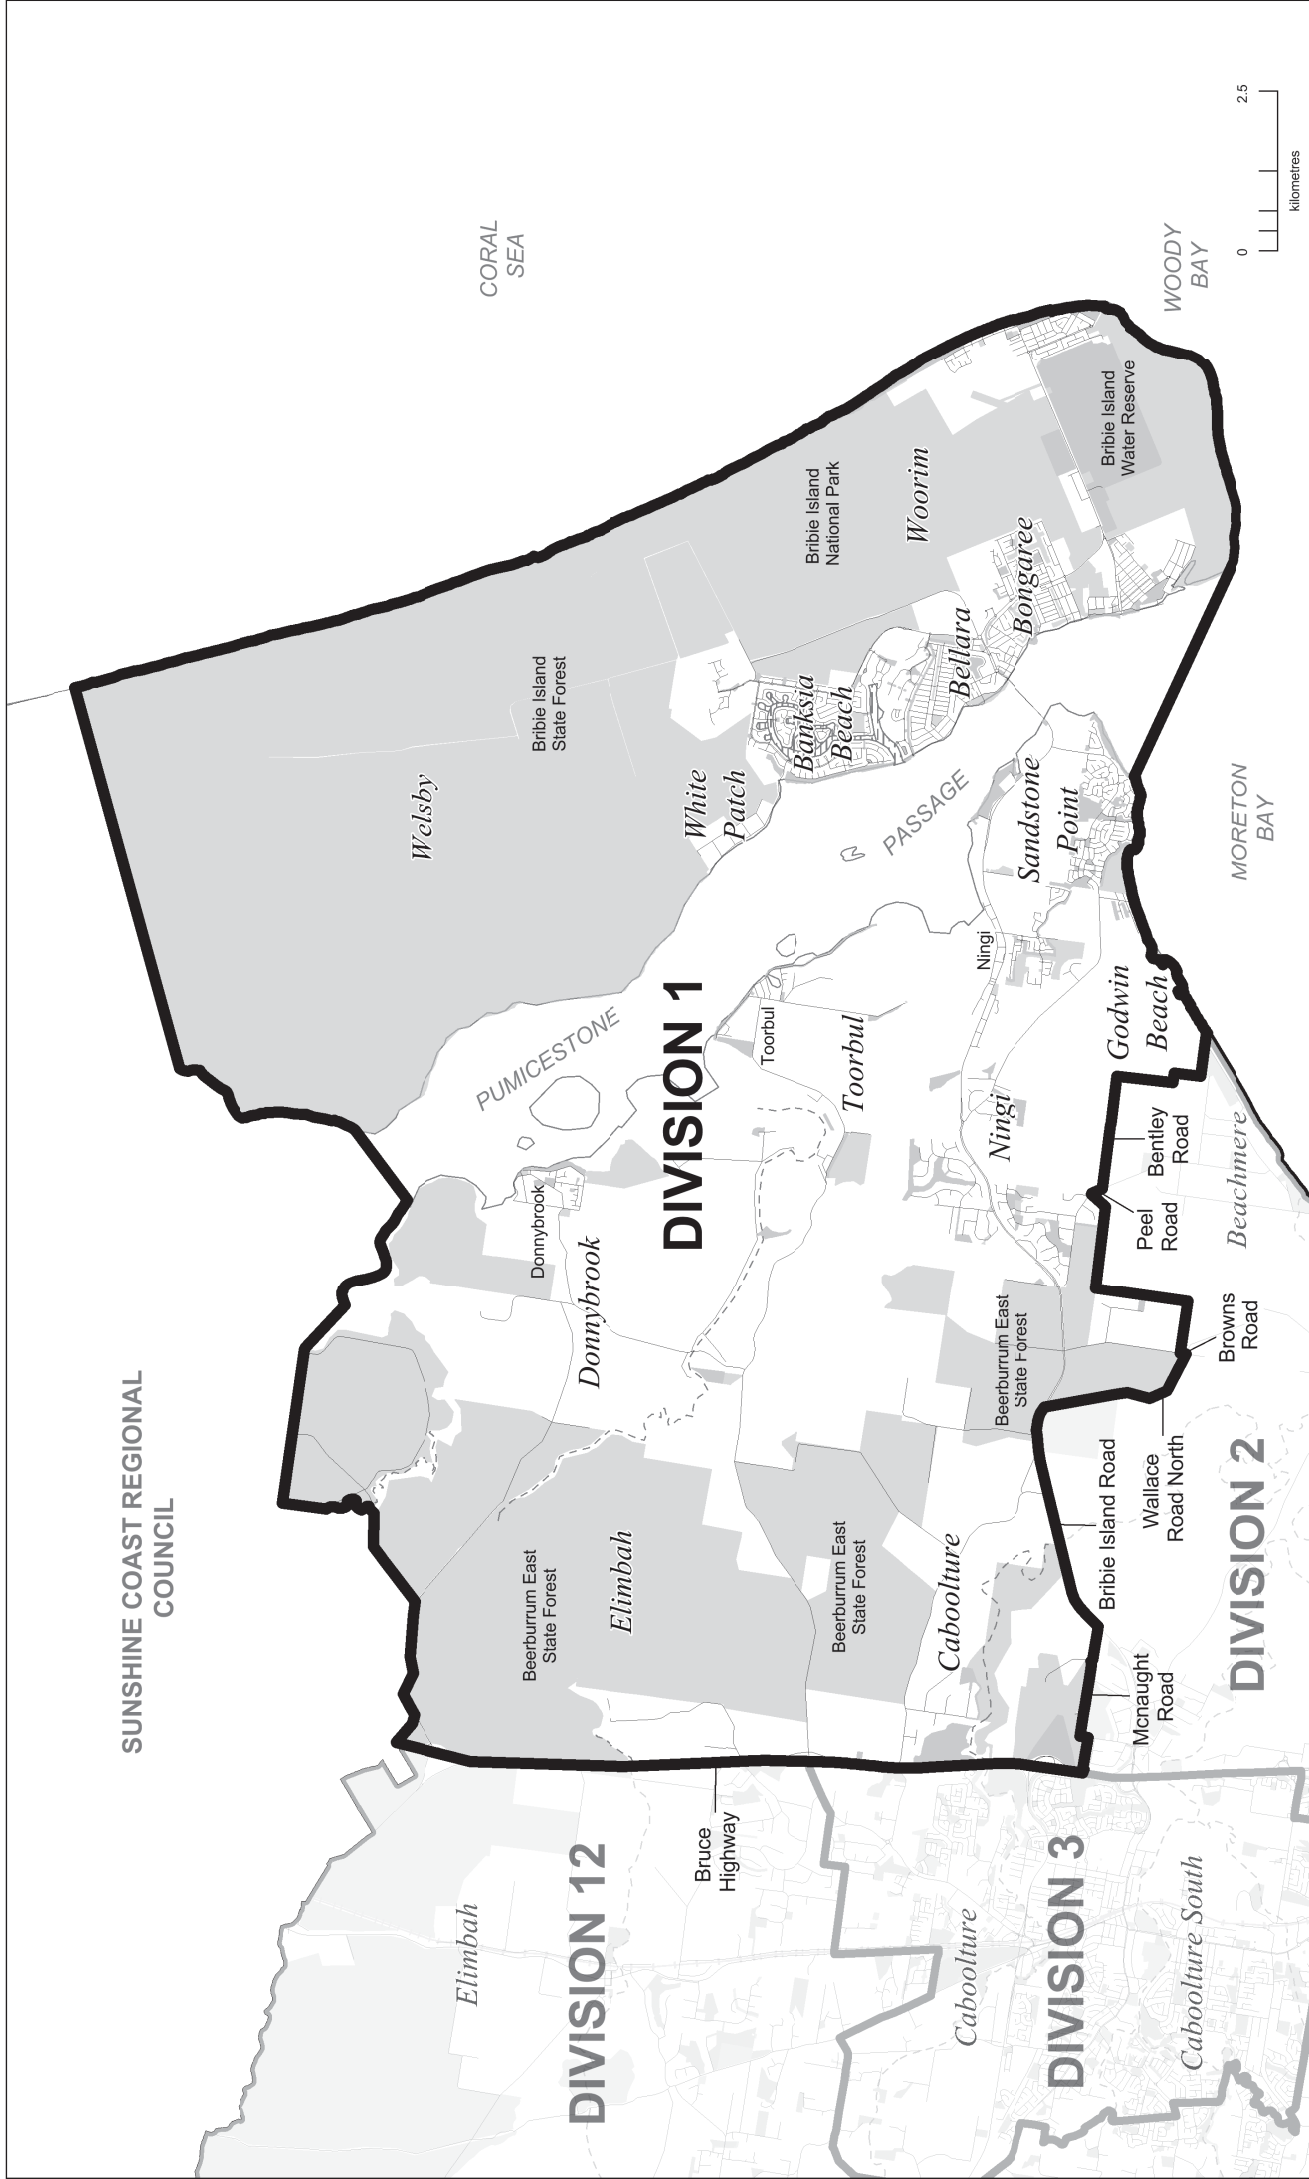 SUNSHINE COAST REGIONAL
COUNCIL
CORAL
SEA
Welsby
Bribie Island
State Forest
PUMICESTONE
White
Patch
Banksia
Beach
Bribie Island
National Park
Woorim
Bellara
Bongaree
Bribie Island
Water Reserve
WOODY
BAY
0
2.5
kilometres
PASSAGE
Sandstone
Point
MORETON
BAY
Ningi
Godwin
Beach
DIVISION 1
Toorbul
Toorbul
Donnybrook
Donnybrook
Ningi
Bentley
Road
Peel
Road
Beachmere
Browns
Road
Beerburrum East
State Forest
Beerburrum East
State Forest
Elimbah
Beerburrum East
State Forest
Caboolture
Bribie Island Road
Wallace
Road North
DIVISION 2
Mcnaught
Road
Bruce
Highway
Elimbah
DIVISION 12
Caboolture
DIVISION 3
Caboolture South